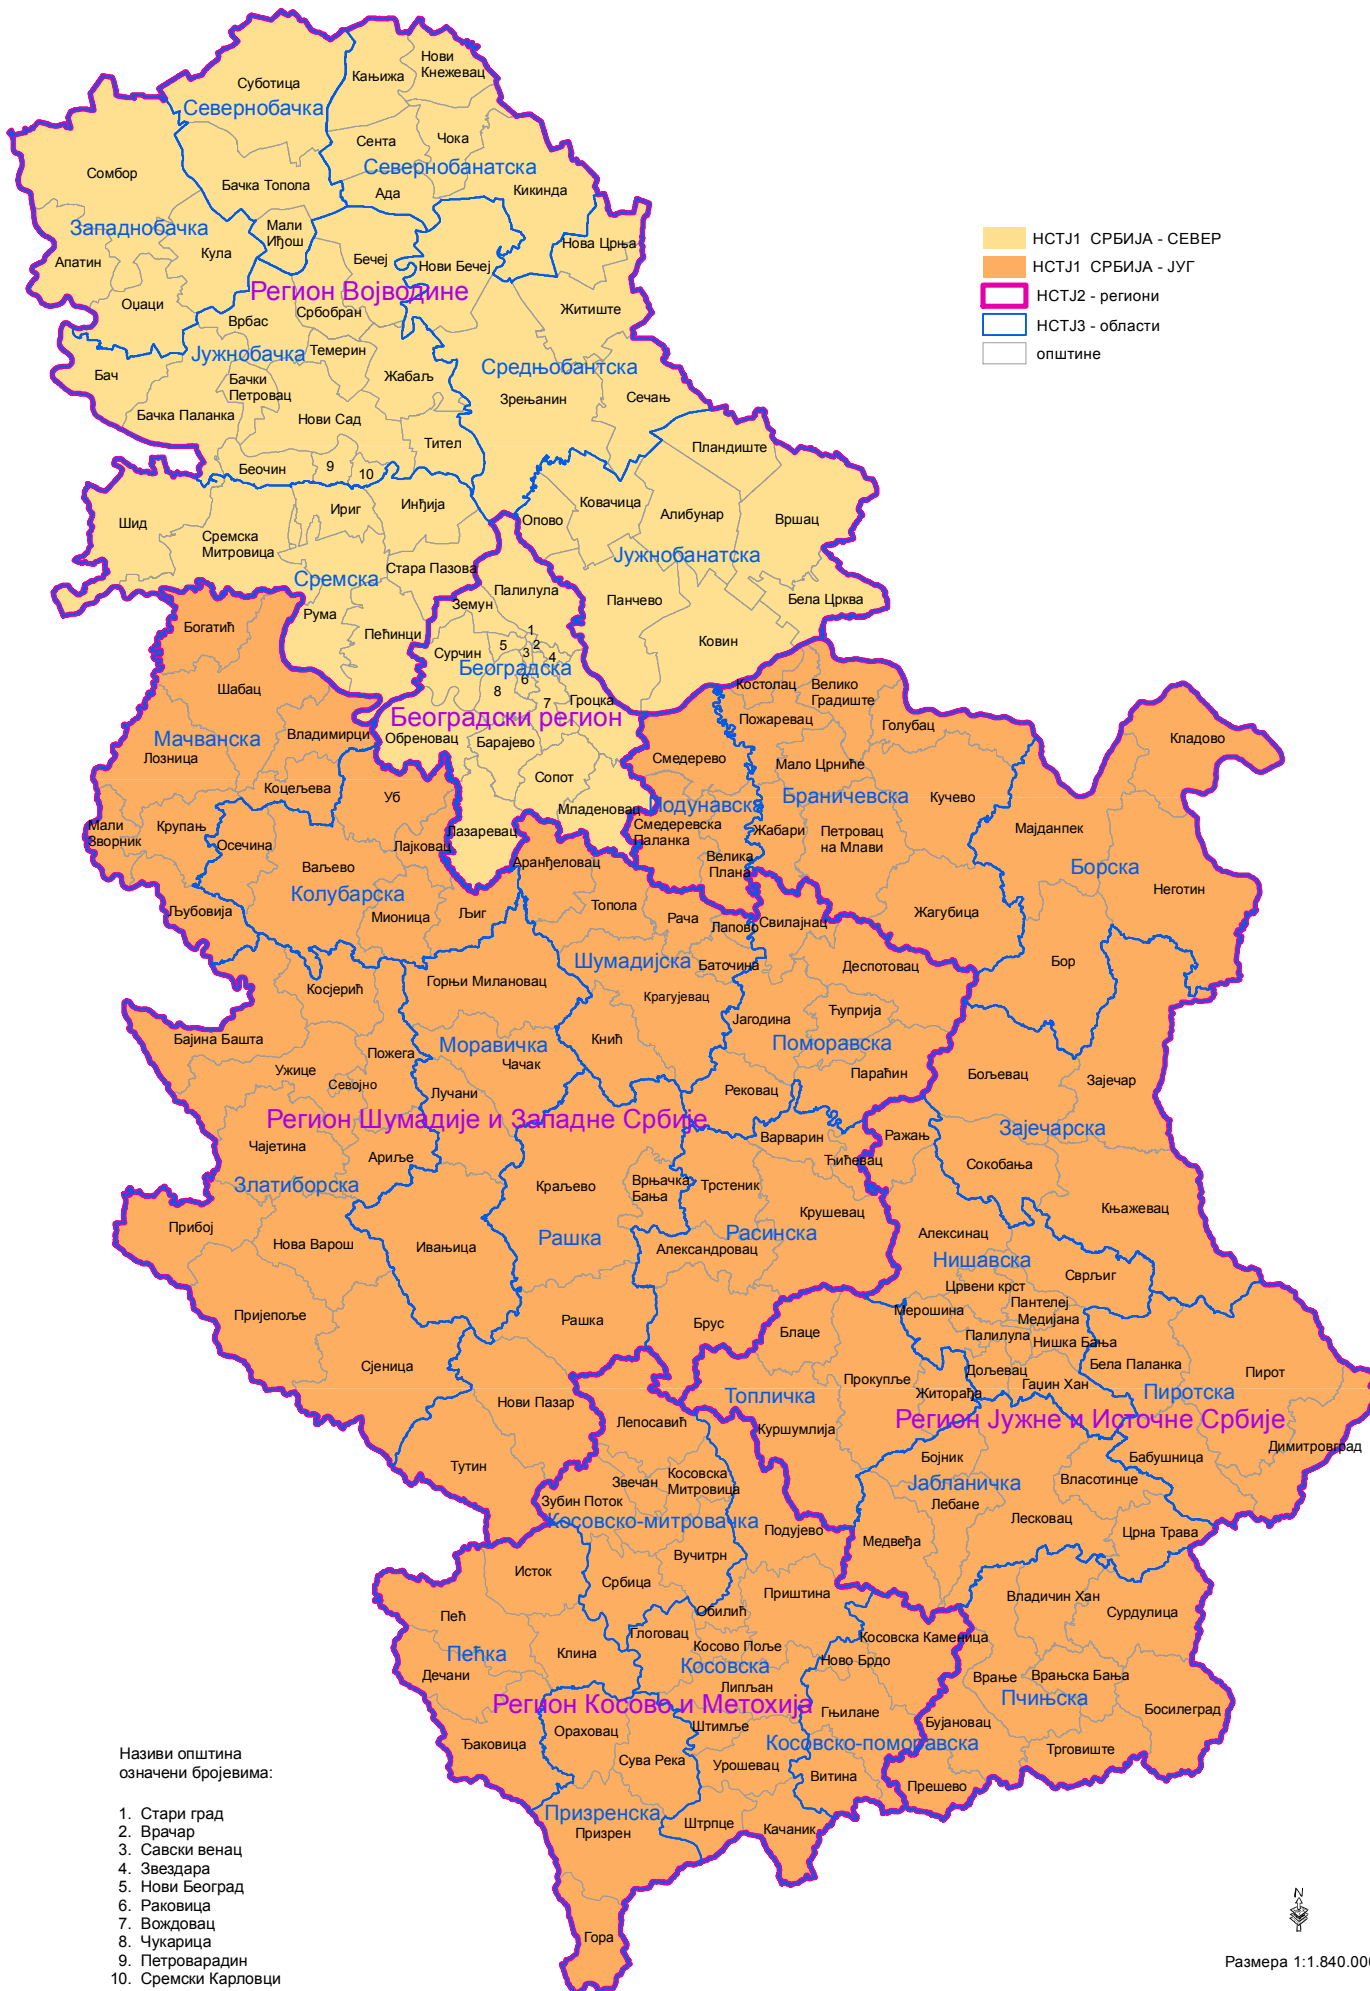 Суботица
Севернобачка
Кањижа
Нови
Кнежевац
Сента
Чока
Севернобанатска
Ада
Кикинда
Сомбор
Бачка Топола
Западнобачка
Мали
Иђош
Кула
Апатин
Оџаци
Бечеј
Нови Бечеј
Нова Црња
Регион Војводине
Врбас
Србобран
Житиште
Јужнобачка
Темерин
Средњобантска
Бач
Бачки
Петровац
Жабаљ
Зрењанин
Сечањ
Бачка Паланка
Нови Сад
Тител
Пландиште
Беочин
9
10
Шид
Сремска
Митровица
Ириг
Инђија
Опово
Ковачица
Алибунар
Вршац
Јужнобанатска
Сремска
Стара Пазова
Палилула
Панчево
Бела Црква
Рума
Земун
Пећинци
Ковин
1
2
3
4
5
6
7
8
Сурчин
Београдска
Гроцка
Београдски регион
Обреновац
Барајево
Сопот
Младеновац
Лазаревац
НСТЈ1 СРБИЈА - СЕВЕР
НСТЈ1 СРБИЈА - ЈУГ
НСТЈ2 - региони
НСТЈ3 - области
општине
Богатић
Шабац
Мачванска
Лозница
Владимирци
Коцељева
Мали
Зворник
Крупањ
Љубовија
Уб
Осечина
Ваљево
Лајковац
Колубарска
Мионица
Љиг
Костолац
Велико
Градиште
Пожаревац
Голубац
Смедерево
Мало Црниће
Подунавска
Браничевска
Кучево
Смедеревска
Паланка
Жабари
Петровац
на Млави
Велика
Плана
Жагубица
Кладово
Мајданпек
Борска
Неготин
Бор
Аранђеловац
Топола
Рача
Лапово
Свилајнац
Шумадијска
Баточина
Деспотовац
Крагујевац
Кнић
Јагодина
Ћуприја
Поморавска
Параћин
Рековац
Косјерић
Горњи Милановац
Бајина Башта
Моравичка
Чачак
Пожега
Ужице
Севојно
Лучани
Регион Шумадије и Западне Србије
Чајетина
Ариље
Златиборска
Прибој
Нова Варош
Ивањица
Пријепоље
Сјеница
Краљево
Врњачка
Бања
Рашка
Рашка
Нови Пазар
Тутин
Варварин
Ћићевац
Трстеник
Крушевац
Расинска
Александровац
Брус
Бољевац
Зајечар
Зајечарска
Ражањ
Сокобања
Књажевац
Алексинац
Нишавска
Сврљиг
Црвени крст
Пантелеј
Медијана
Мерошина
Палилула
Нишка Бања
Дољевац
Гаџин Хан
Бела Паланка
Пирот
Пиротска
Блаце
Прокупље
Житорађа
Топличка
Куршумлија
Регион Јужне и Источне Србије
Димитровград
Бабушница
Бојник
Јабланичка
Власотинце
Лебане
Лесковац
Црна Трава
Медвеђа
Владичин Хан
Сурдулица
Врање
Врањска Бања
Пчињска
Босилеград
Бујановац
Трговиште
Прешево
Лепосавић
Звечан
Косовска
Митровица
Зубин Поток
Косовско-митровачка
Вучитрн
Србица
Подујево
Приштина
Обилић
Глоговац
Косово Поље
Косовска
Липљан
Исток
Пећ
Пећка
Клина
Дечани
Регион Косово и Метохија
Ђаковица
Ораховац
Сува Река
Штимље
Урошевац
Косовска Каменица
Ново Брдо
Гњилане
Косовско-поморавска
Витина
Призренска
Призрен
Штрпце
Качаник
Гора
Називи општина
означени бројевима:
1. Стари град
2. Врачар
3. Савски венац
4. Звездара
5. Нови Београд
6. Раковица
7. Вождовац
8. Чукарица
9. Петроварадин
10. Сремски Карловци
N
Размера 1:1.840.000